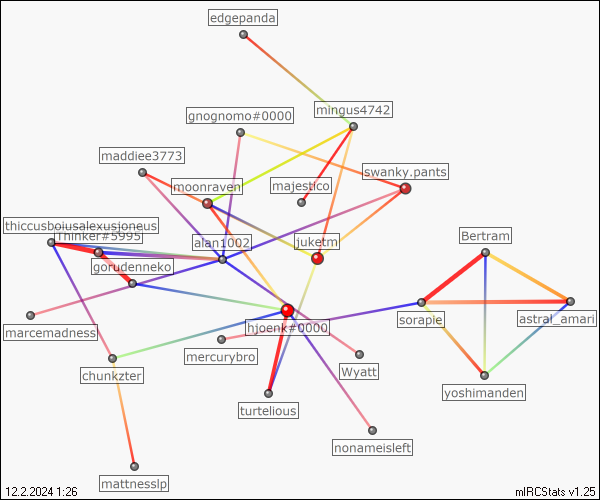 edgepanda
mingus4742
gnognomo#0000
maddiee3773
swanky.pants
moonraven
majestico
thiccusboiusalexusjoneus
Thinker#5995
alan1002
juketm
Bertram
gorudenneko
marcemadness
hjoenk#0000
sorapie
astral_amari
mercurybro
Wyatt
chunkzter
yoshimanden
turtelious
nonameisleft
mattnesslp
12.2.2024 1:26
mIRCStats v1.25